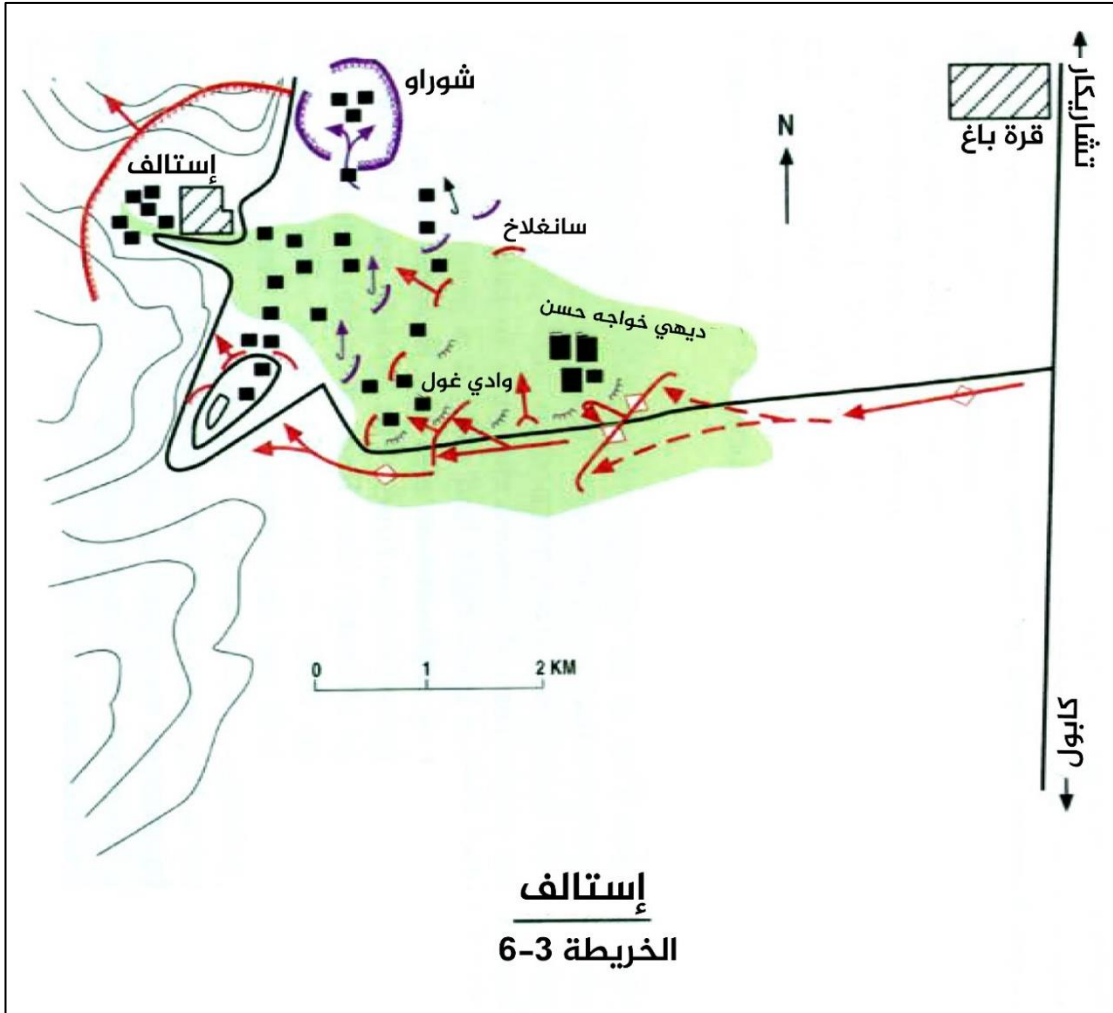 شوراو
تشاريكار
قرة باغ
N
إستالف
سانغلاخ
ديهي خواجه حسن
وادي غول
0 1 2 KM
كابول
إستالف
الخريطة 3-6